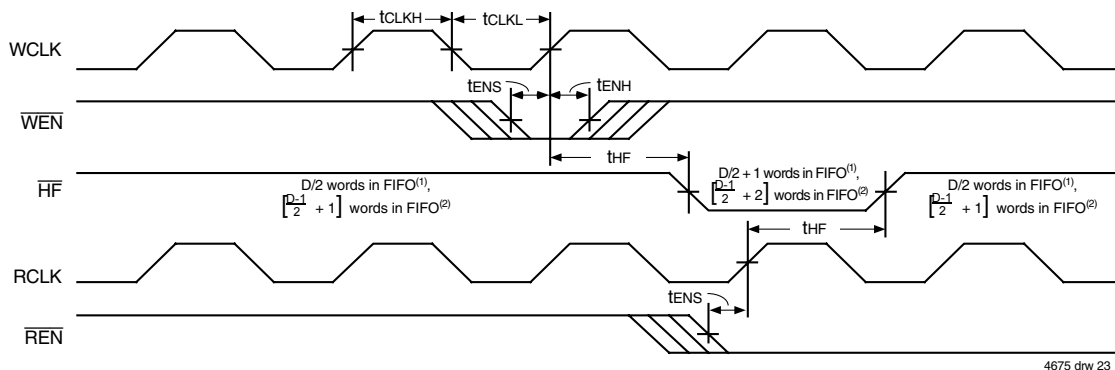 tCLKH tCLKL
WCLK
tENS tENH
WEN
tHF
HF
D/2 words in FIFO(1),
[D-1/2 + 1] words in FIFO(2)
D/2 + 1 words in FIFO(1),
[D-1/2 + 2] words in FIFO(2)
D/2 words in FIFO(1),
[D-1/2 + 1] words in FIFO(2)
tHF
RCLK
tENS
REN
4675 drw 23